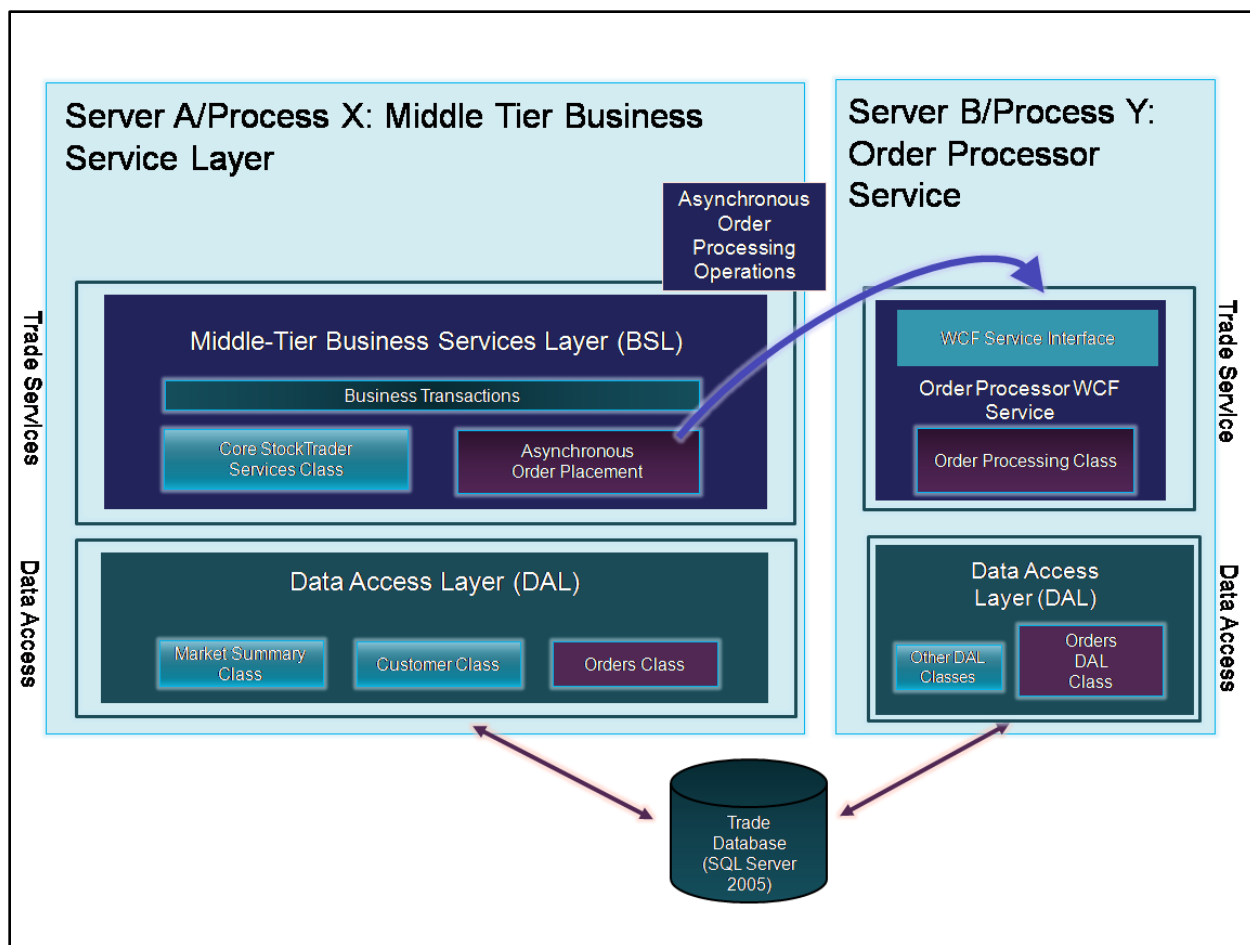 Server A/Process X: Middle Tier Business
Service Layer
Server B/Process Y:
Order Processor
Service
Asynchronous
Order
Processing
Operations
Trade Services
Middle-Tier Business Services Layer (BSL)
Business Transactions
Core StockTrader
Services Class
Asynchronous
Order Placement
WCF Service Interface
Order Processor WCF
Service
Order Processing Class
Trade Service
Data Access
Data Access Layer (DAL)
Market Summary
Class
Customer Class
Orders Class
Data Access
Layer (DAL)
Other DAL
Classes
Orders
DAL
Class
Data Access
Trade
Database
(SQL Server
2005)